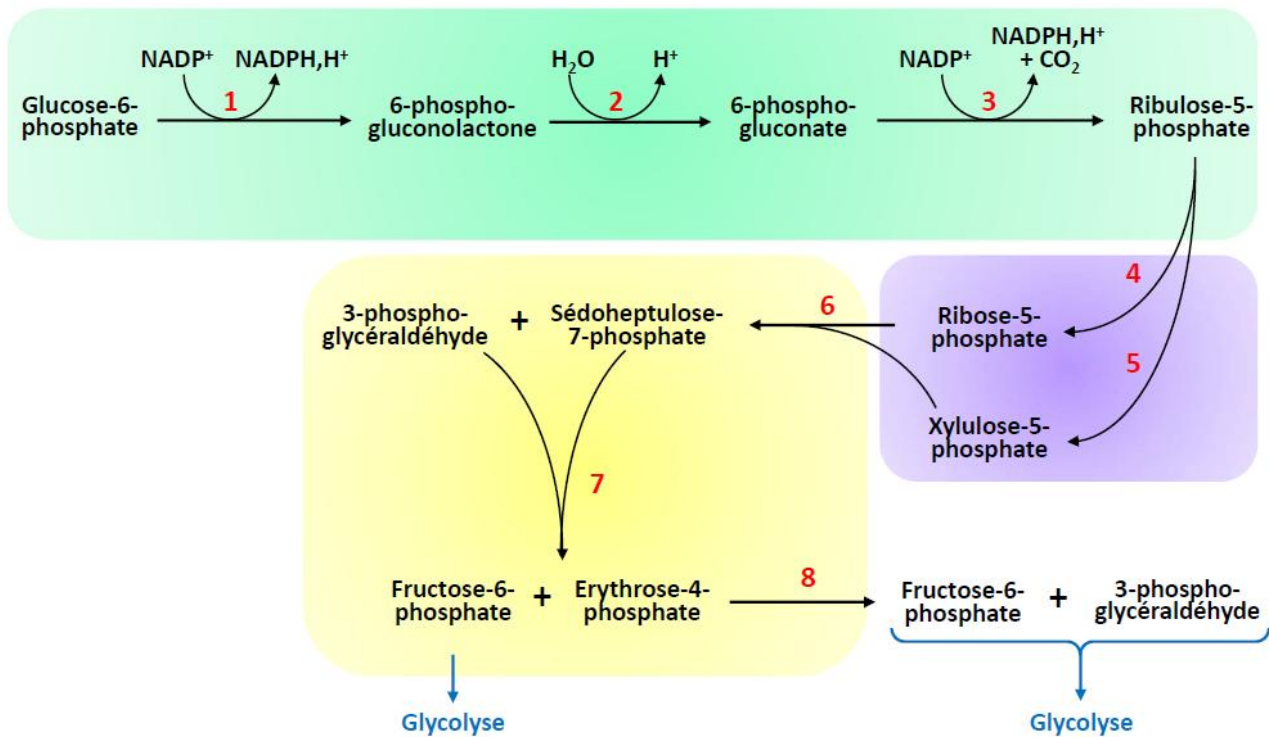 NADP⁺ NADPH,H⁺
Glucose-6-
phosphate
1
6-phospho-
gluconolactone
H₂O H⁺
2
6-phospho-
gluconate
NADP⁺
NADPH,H⁺
+ CO₂
3
Ribulose-5-
phosphate
4
5
Ribose-5-
phosphate
Xylulose-5-
phosphate
6
3-phospho-
glycéraldéhyde
+
Sédoheptulose-
7-phosphate
7
Fructose-6-
phosphate
+
Erythrose-4-
phosphate
8
Fructose-6-
phosphate
+
3-phospho-
glycéraldéhyde
Glycolyse
Glycolyse